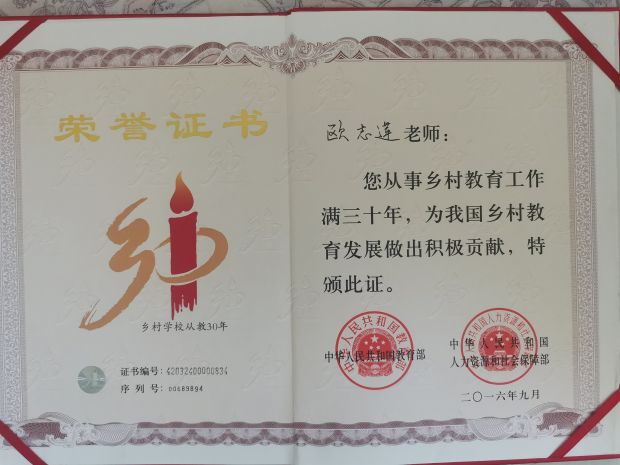 荣誉证书
乡村学校从教30年
证书编号：42032400000834
序列号：00689894
欧志莲老师：
您从事乡村教育工作
满三十年，为我国乡村教
育发展做出积极贡献，特
颁此证。
中华人民共和国教育部
中华人民共和国
人力资源和社会保障部
二〇一六年九月